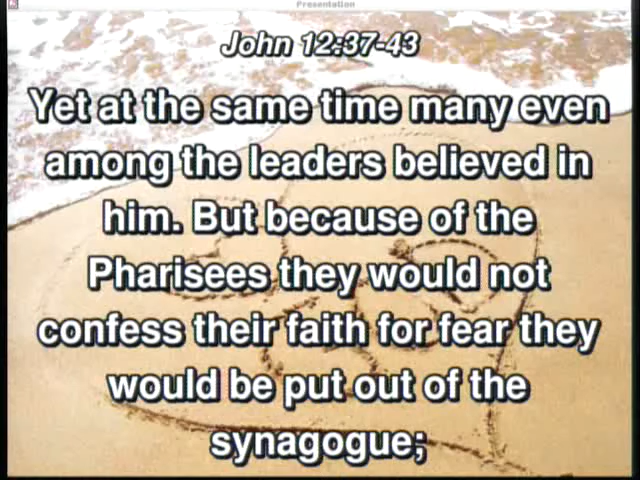 Presentation
John 12:37-43
Yet at the same time many even
among the leaders believed in
him. But because of the
Pharisees they would not
confess their faith for fear they
would be put out of the
synagogue;